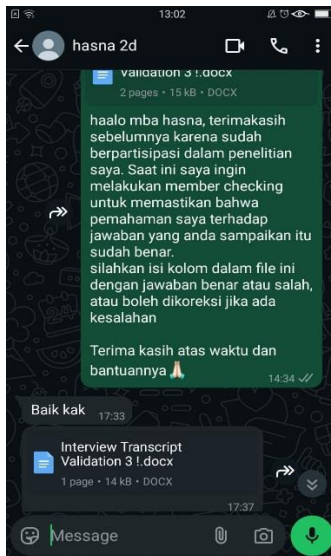 13:02
hasna 2d
Validation 3 !.docx
2 pages • 15 kB • DOCX
haalo mba hasna, terimakasih
sebelumnya karena sudah
berpartisipasi dalam penelitian
saya. Saat ini saya ingin
melakukan member checking
untuk memastikan bahwa
pemahaman saya terhadap
jawaban yang anda sampaikan itu
sudah benar.
silahkan isi kolom dalam file ini
dengan jawaban benar atau salah,
atau boleh dikoreksi jika ada
kesalahan
Terima kasih atas waktu dan
bantuannya 🙏🏻
14:34
Baik kak 17:33
Interview Transcript
Validation 3 !.docx
1 page • 14 kB • DOCX
17:37
Message